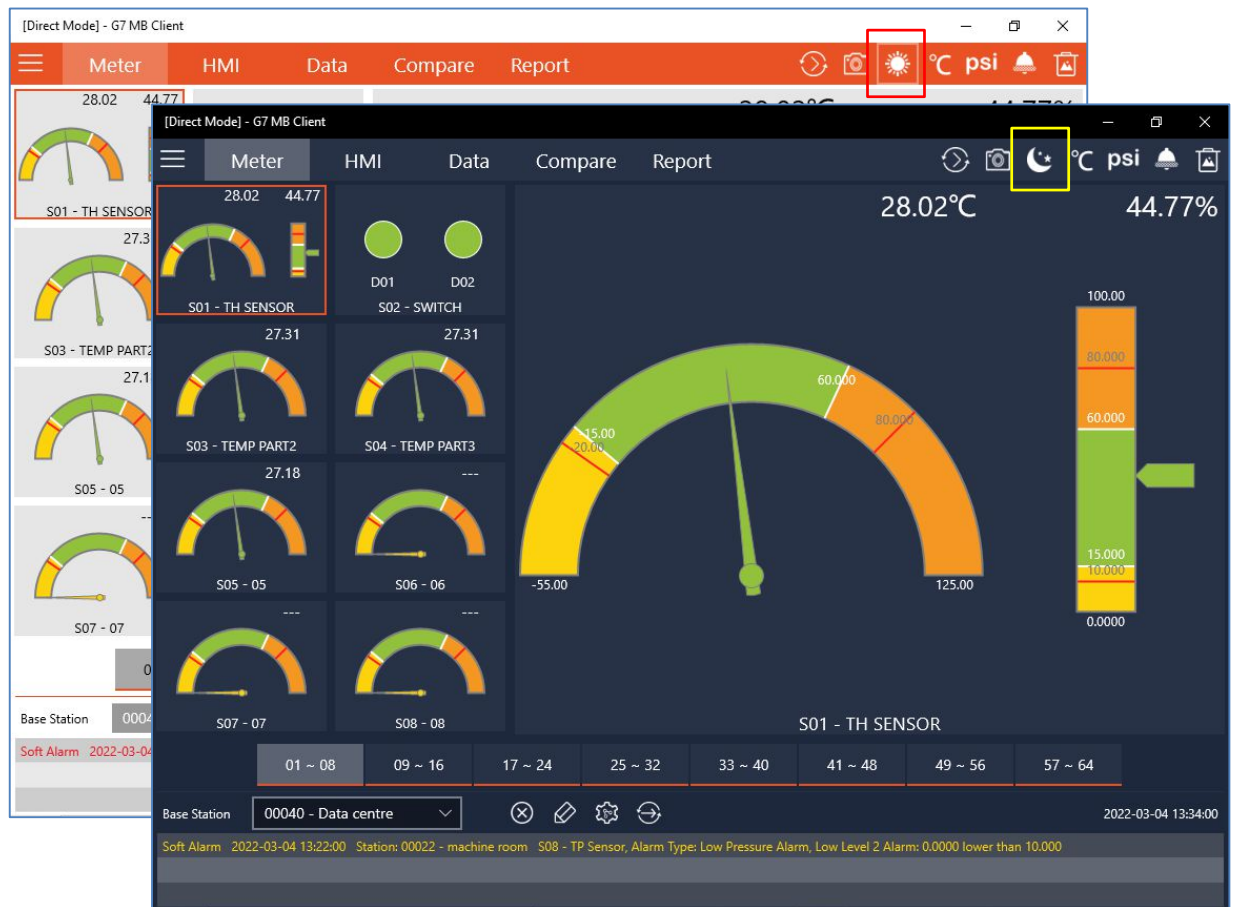 [Direct Mode] - G7 MB Client
Meter HMI Data Compare Report °C psi
28.02 44.77
S01 - TH SENSOR
27.3
S03 - TEMP PART2
27.1
S05 - 05
--
S07 - 07
0
Base Station 0004
Soft Alarm 2022-03-04
[Direct Mode] - G7 MB Client
Meter HMI Data Compare Report °C psi
28.02°C 44.77%
28.02 44.77
S01 - TH SENSOR
D01 D02
S02 - SWITCH
27.31
S03 - TEMP PART2
27.31
S04 - TEMP PART3
27.18
S05 - 05
---
S06 - 06
---
S07 - 07
---
S08 - 08
60.000
80.000
-15.00
-20.00
-55.00
125.00
100.00
80.000
60.000
15.000
10.000
0.0000
S01 - TH SENSOR
01 ~ 08 09 ~ 16 17 ~ 24 25 ~ 32 33 ~ 40 41 ~ 48 49 ~ 56 57 ~ 64
Base Station 00040 - Data centre 2022-03-04 13:34:00
Soft Alarm 2022-03-04 13:22:00 Station: 00022 - machine room S08 - TP Sensor, Alarm Type: Low Pressure Alarm, Low Level 2 Alarm: 0.0000 lower than 10.000